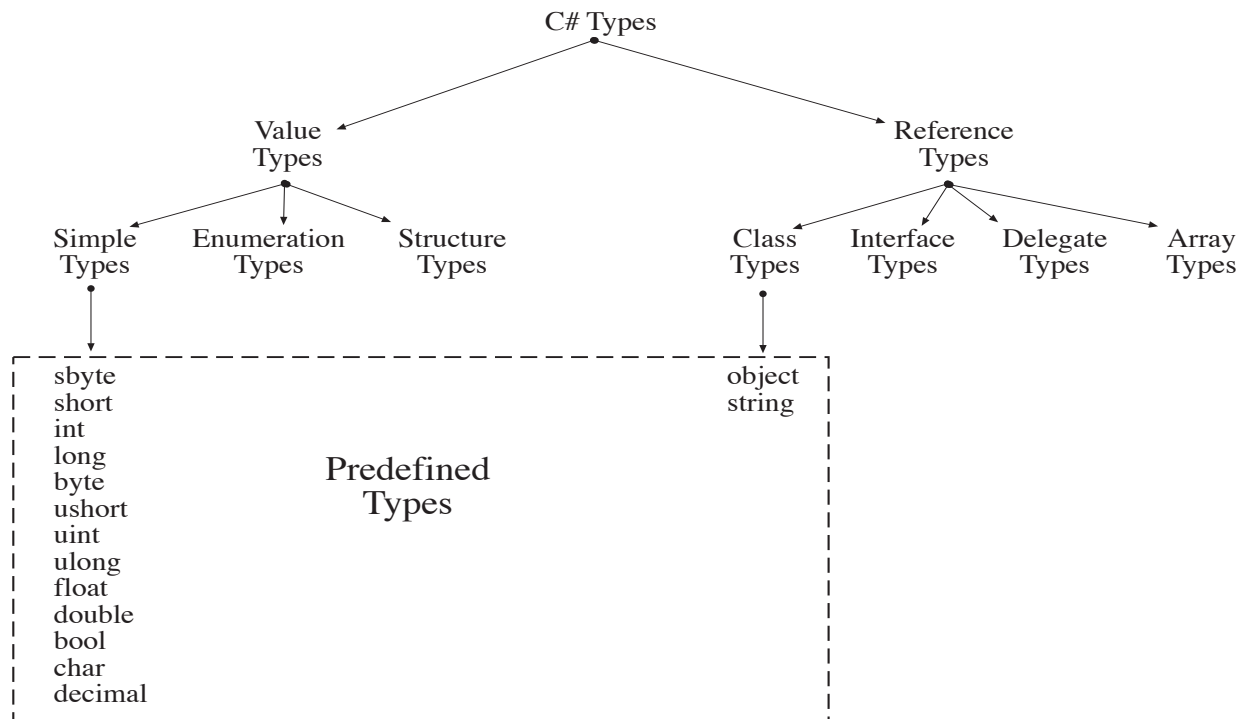 C# Types
Value
Types
Reference
Types
Simple
Types
Enumeration
Types
Structure
Types
Class
Types
Interface
Types
Delegate
Types
Array
Types
sbyte
short
int
long
byte
ushort
uint
ulong
float
double
bool
char
decimal
Predefined
Types
object
string